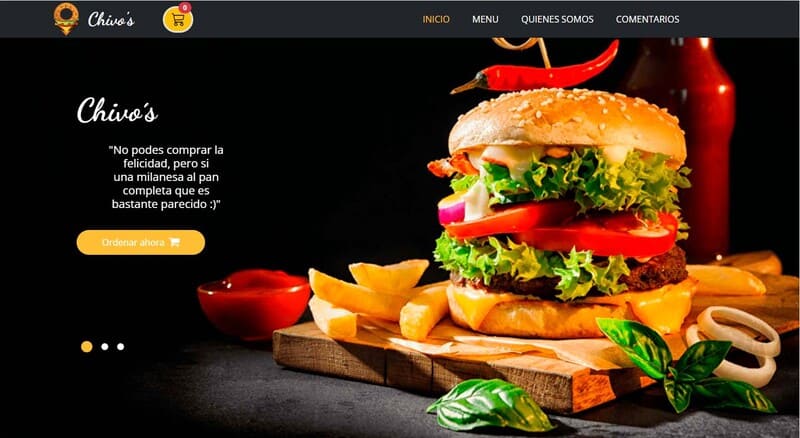 Chivo's
0
INICIO
MENU
QUIENES SOMOS
COMENTARIOS
Chivo's
"No podes comprar la
felicidad, pero si
una milanesa al pan
completa que es
bastante parecido :)"
Ordenar ahora